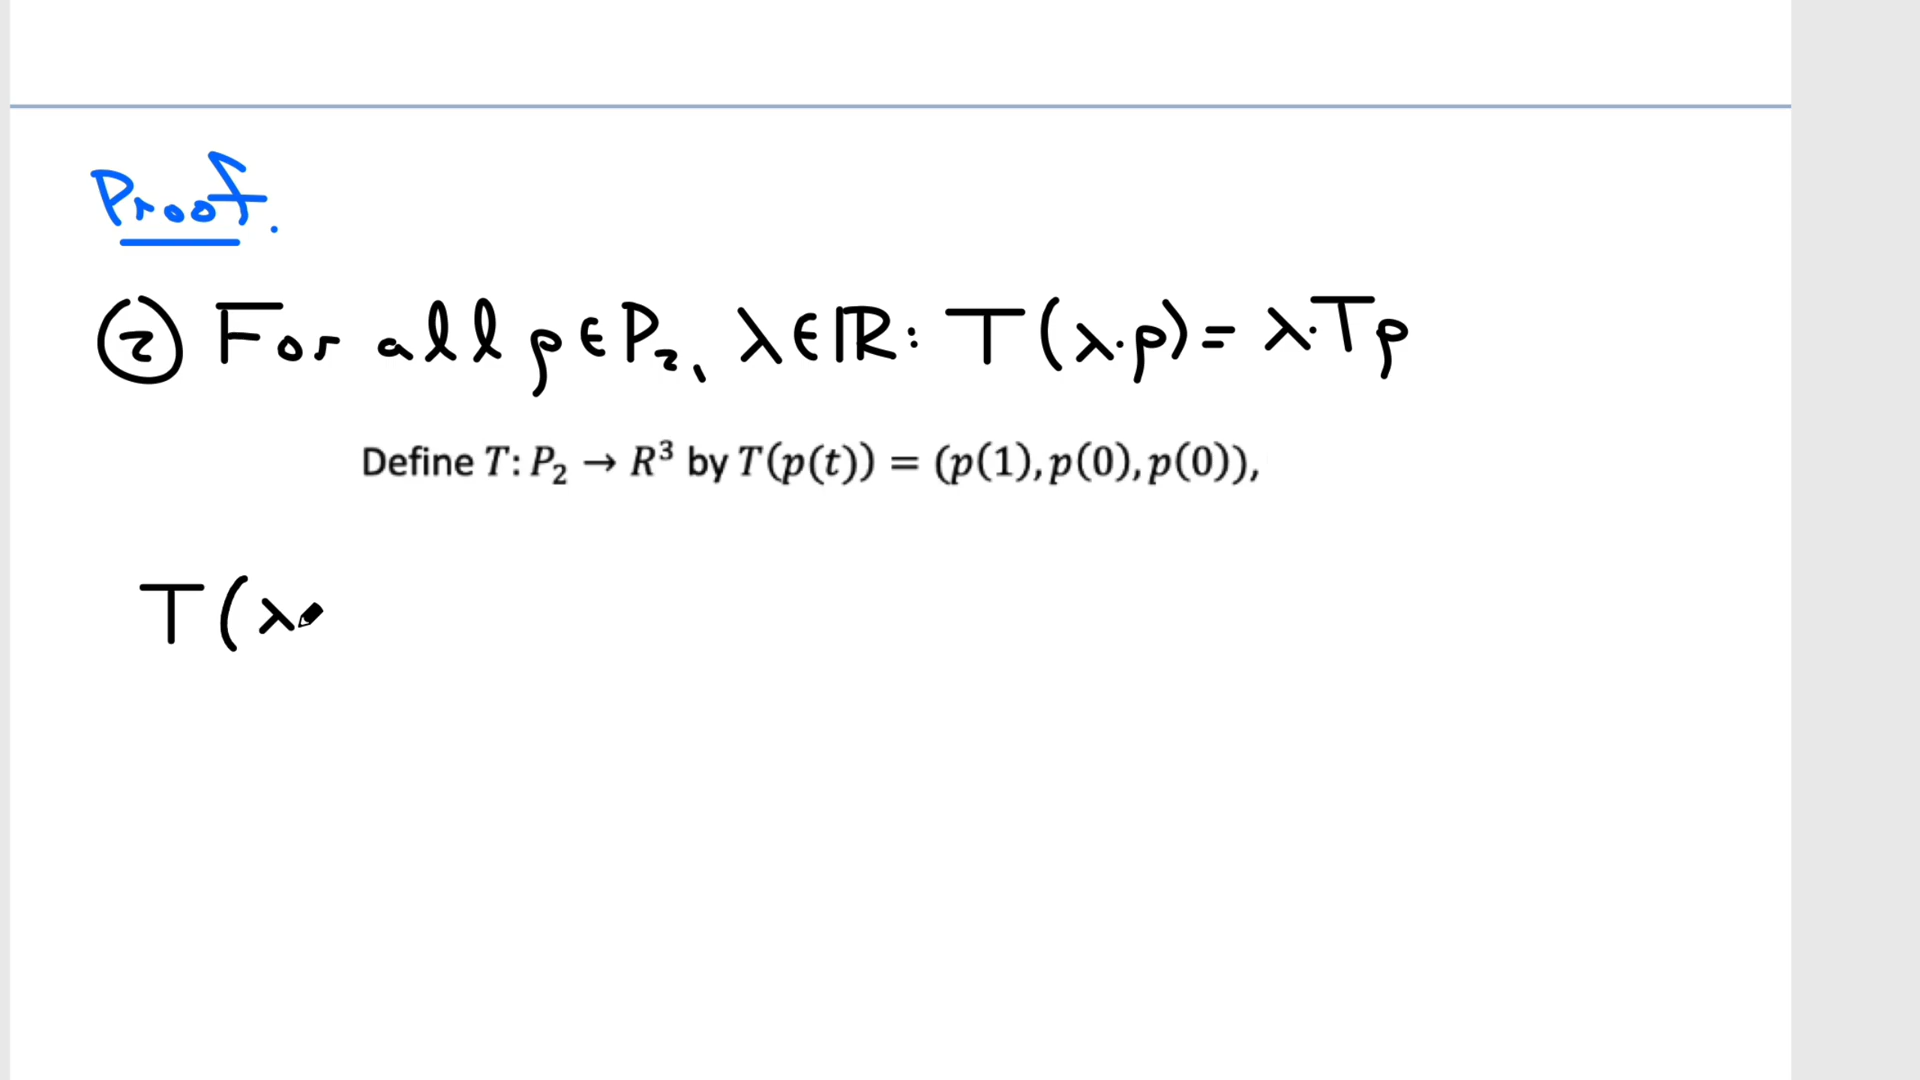 Proof.
② For all p∈P₂, λ∈ℝ: T(λ·p) = λ·Tp
Define T: P₂ → R³ by T(p(t)) = (p(1), p(0), p(0)),
T(λ